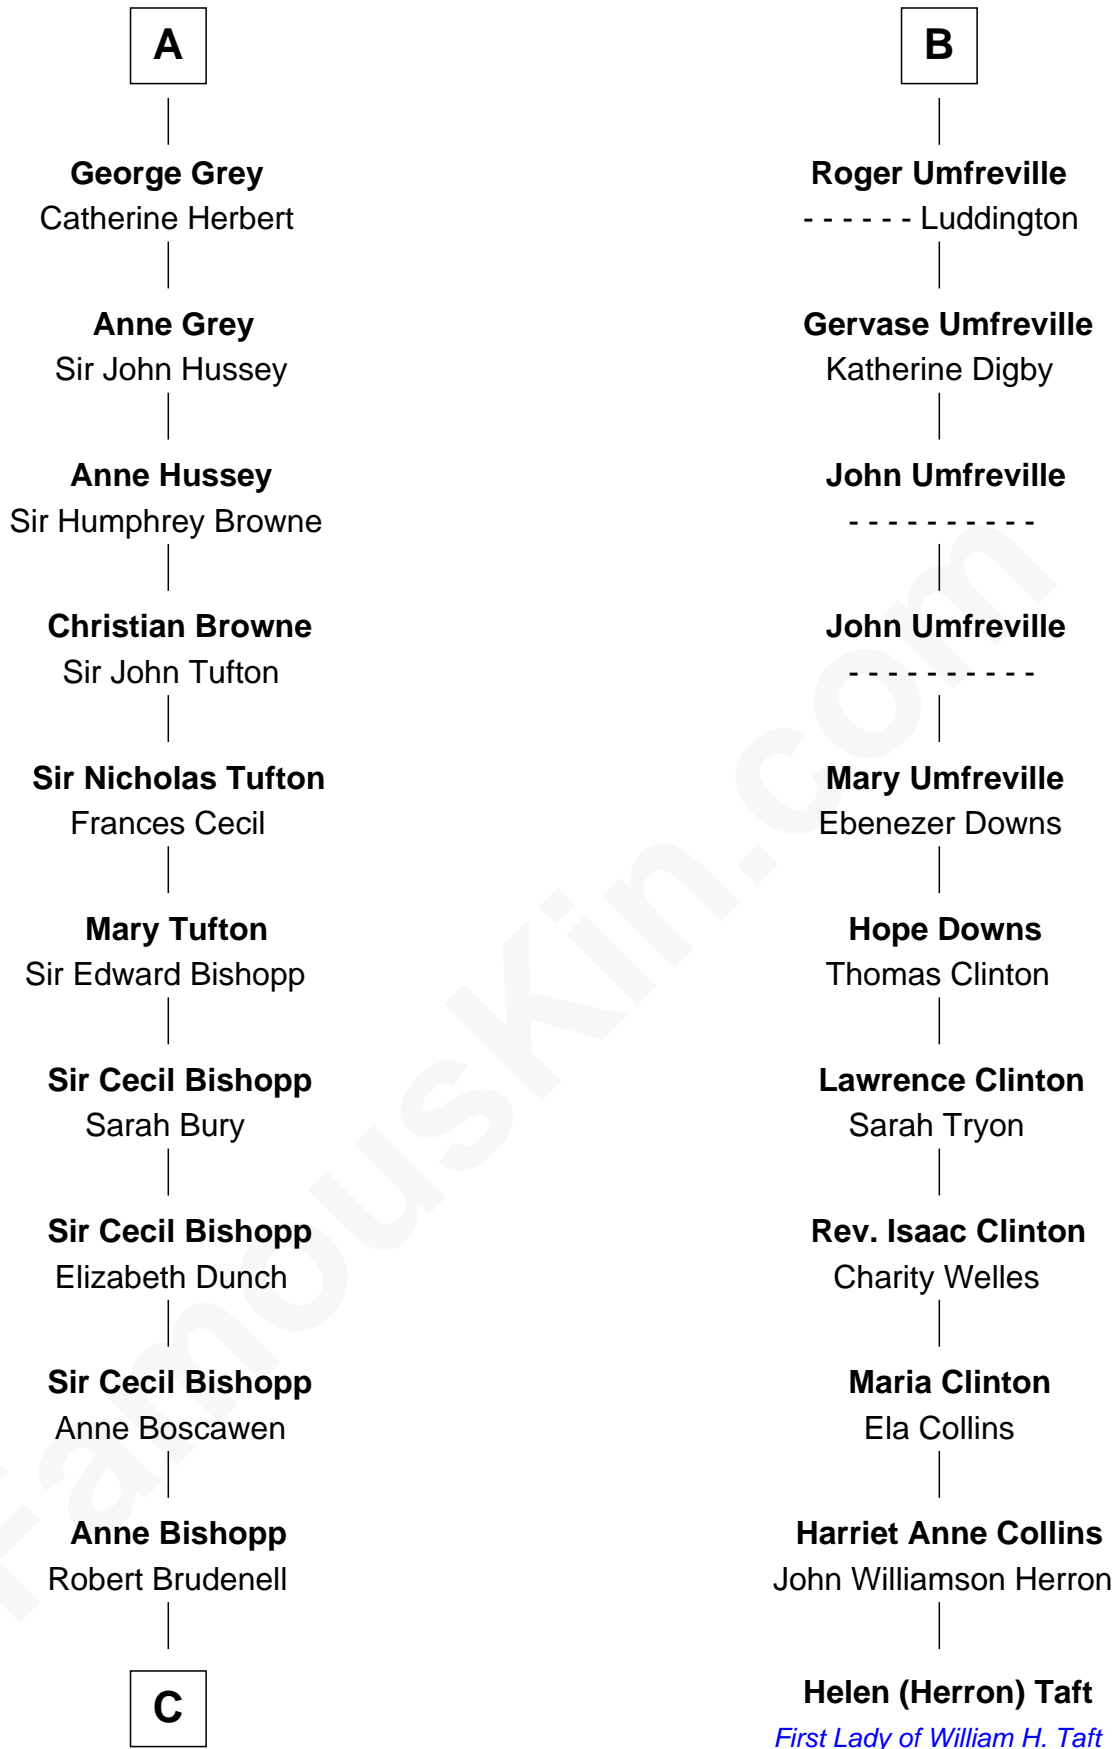 A
George Grey
Catherine Herbert
Anne Grey
Sir John Hussey
Anne Hussey
Sir Humphrey Browne
Christian Browne
Sir John Tufton
Sir Nicholas Tufton
Frances Cecil
Mary Tufton
Sir Edward Bishopp
Sir Cecil Bishopp
Sarah Bury
Sir Cecil Bishopp
Elizabeth Dunch
Sir Cecil Bishopp
Anne Boscawen
Anne Bishopp
Robert Brudenell
C
B
Roger Umfreville
- - - - - - Luddington
Gervase Umfreville
Katherine Digby
John Umfreville
- - - - - - - - - -
John Umfreville
- - - - - - - - - -
Mary Umfreville
Ebenezer Downs
Hope Downs
Thomas Clinton
Lawrence Clinton
Sarah Tryon
Rev. Isaac Clinton
Charity Welles
Maria Clinton
Ela Collins
Harriet Anne Collins
John Williamson Herron
Helen (Herron) Taft
First Lady of William H. Taft
FamousKin.com